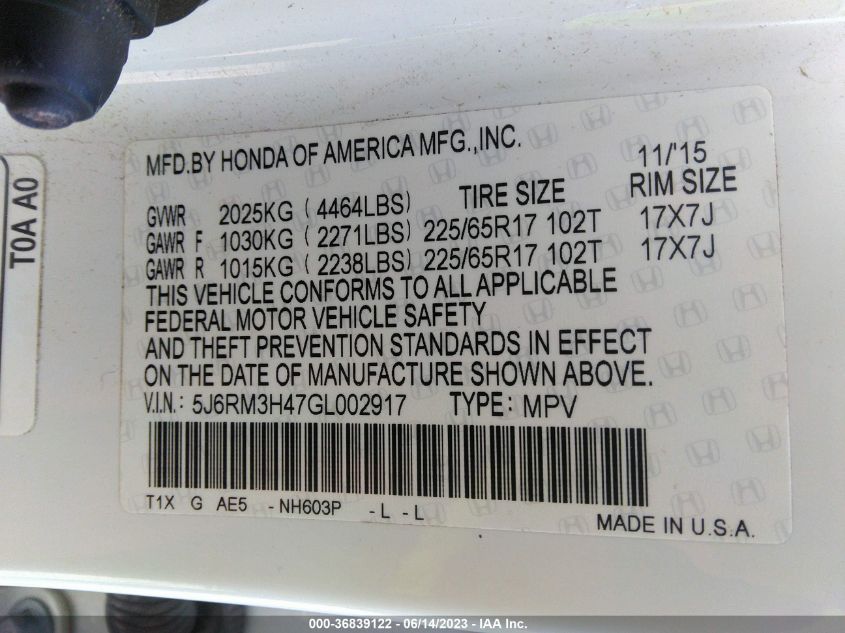 T0A A0
MFD.BY HONDA OF AMERICA MFG.,INC. 11/'15
TIRE SIZE RIM SIZE
GVWR 2025KG ( 4464LBS)
GAWR F 1030KG ( 2271LBS) 225/65R17 102T 17X7J
GAWR R 1015KG ( 2238LBS) 225/65R17 102T 17X7J
THIS VEHICLE CONFORMS TO ALL APPLICABLE
FEDERAL MOTOR VEHICLE SAFETY
AND THEFT PREVENTION STANDARDS IN EFFECT
ON THE DATE OF MANUFACTURE SHOWN ABOVE.
V.I.N.: 5J6RM3H47GL002917 TYPE: MPV
T1X G AE5 - NH603P - L - L
MADE IN U.S.A.
000-36839122 - 06/14/2023 - IAA Inc.